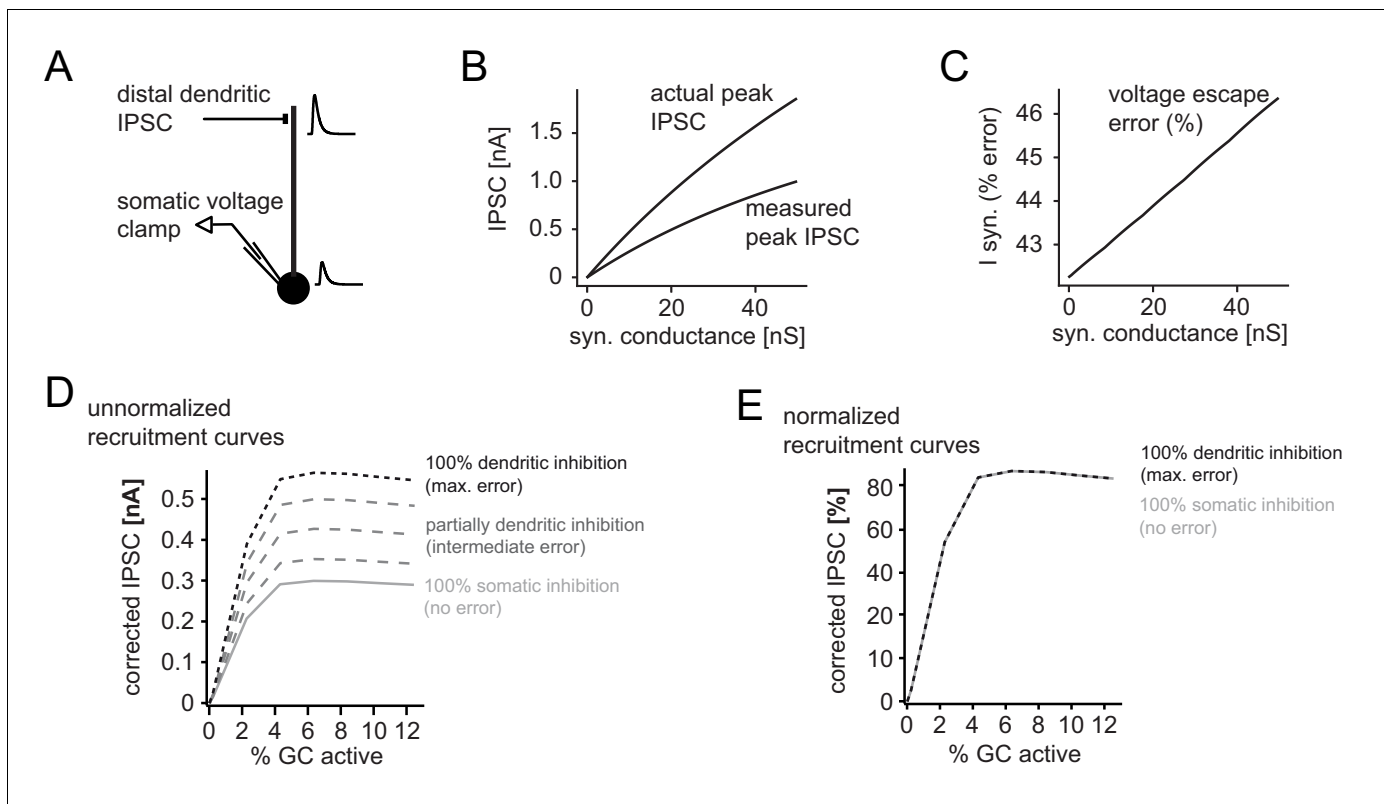 A
distal dendritic
IPSC
somatic voltage
clamp
B
IPSC [nA]
1.5
1.0
0.5
0
actual peak
IPSC
measured
peak IPSC
0
20
40
syn. conductance [nS]
C
I syn. (% error)
46
45
44
43
voltage escape
error (%)
0
20
40
syn. conductance [nS]
D
unnormalized
recruitment curves
corrected IPSC [nA]
0.5
0.4
0.3
0.2
0.1
0
100% dendritic inhibition
(max. error)
partially dendritic inhibition
(intermediate error)
100% somatic inhibition
(no error)
0 2 4 6 8 10 12
% GC active
E
normalized
recruitment curves
corrected IPSC [%]
80
60
40
20
10
0
100% dendritic inhibition
(max. error)
100% somatic inhibition
(no error)
0 2 4 6 8 10 12
% GC active